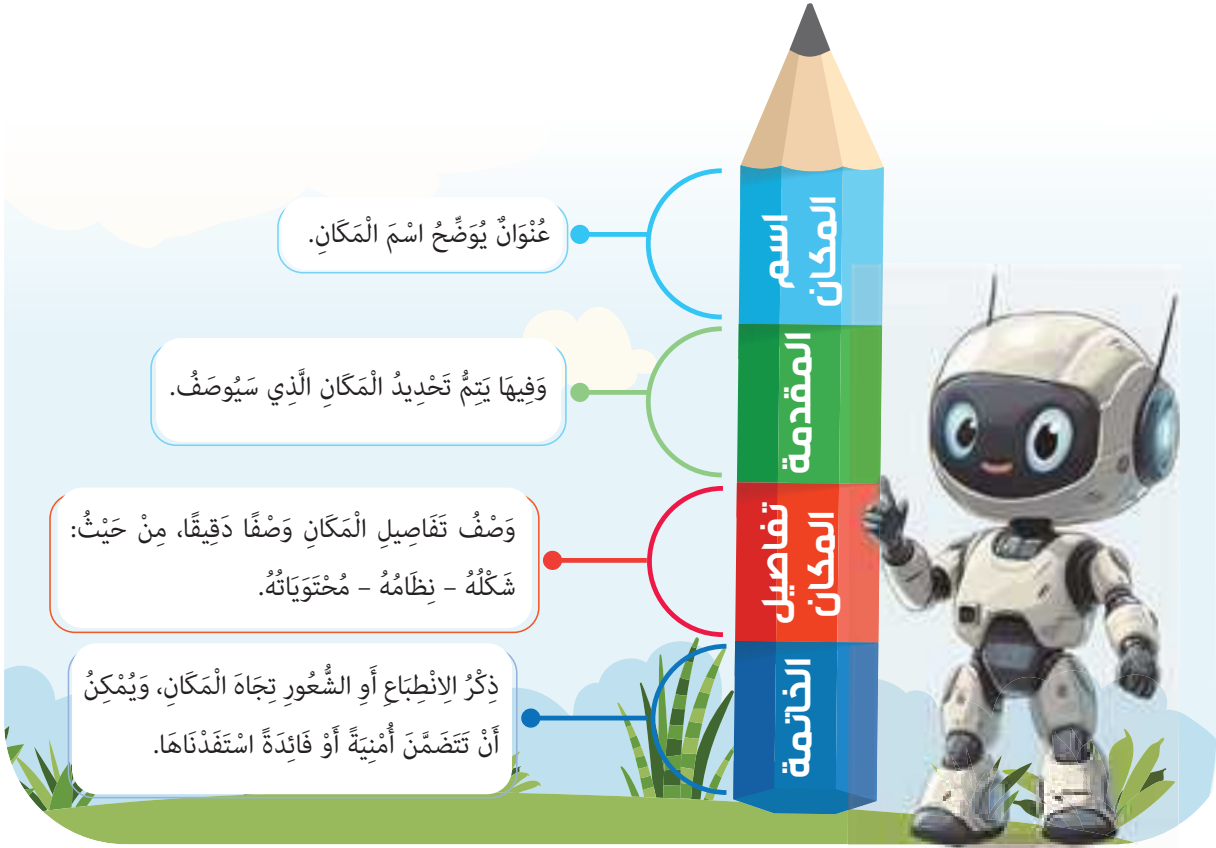 اسم
المكان
عُنْوَانٌ يُوَضِّحُ اسْمَ الْمَكَانِ.
المقدمة
وَفِيهَا يَتِمُّ تَحْدِيدُ الْمَكَانِ الَّذِي سَيُوصَفُ.
تفاصيل
المكان
وَصْفُ تَفَاصِيلِ الْمَكَانِ وَصْفًا دَقِيقًا، مِنْ حَيْثُ:
شَكْلُهُ – نِظَامُهُ – مُحْتَوَيَاتُهُ.
الخاتمة
ذِكْرُ الِانْطِبَاعِ أَوِ الشُّعُورِ تِجَاهَ الْمَكَانِ، وَيُمْكِنُ
أَنْ تَتَضَمَّنَ أُمْنِيَةً أَوْ فَائِدَةً اسْتَفَدْنَاهَا.